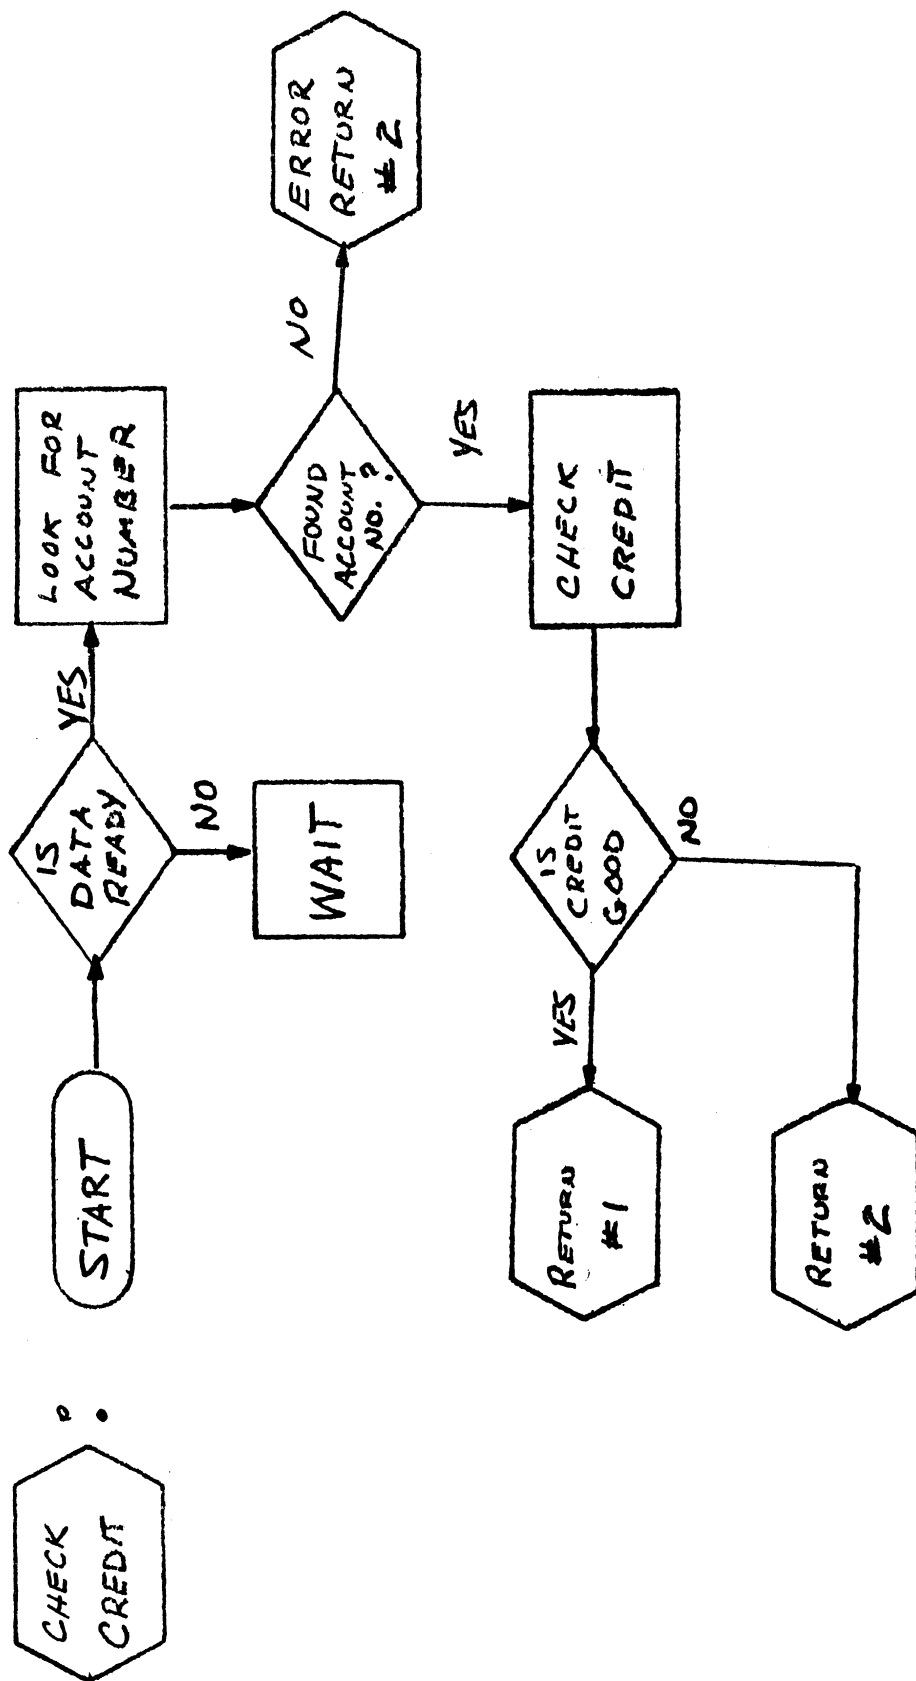 CHECK
CREDIT
:
START
IS
DATA
READY
YES
NO
WAIT
LOOK FOR
ACCOUNT
NUMBER
FOUND
ACCOUNT
NO.?
NO
ERROR
RETURN
#2
YES
CHECK
CREDIT
IS
CREDIT
GOOD
YES
RETURN
#1
NO
RETURN
#2